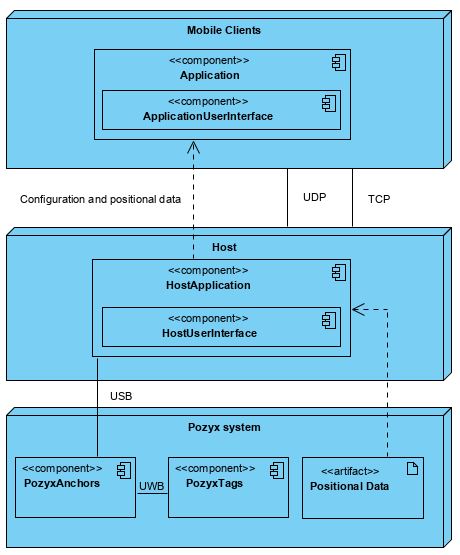 Mobile Clients
<<component>>
Application
<<component>>
ApplicationUserInterface
Configuration and positional data
UDP
TCP
Host
<<component>>
HostApplication
<<component>>
HostUserInterface
USB
Pozyx system
<<component>>
PozyxAnchors
UWB
<<component>>
PozyxTags
<<artifact>>
Positional Data